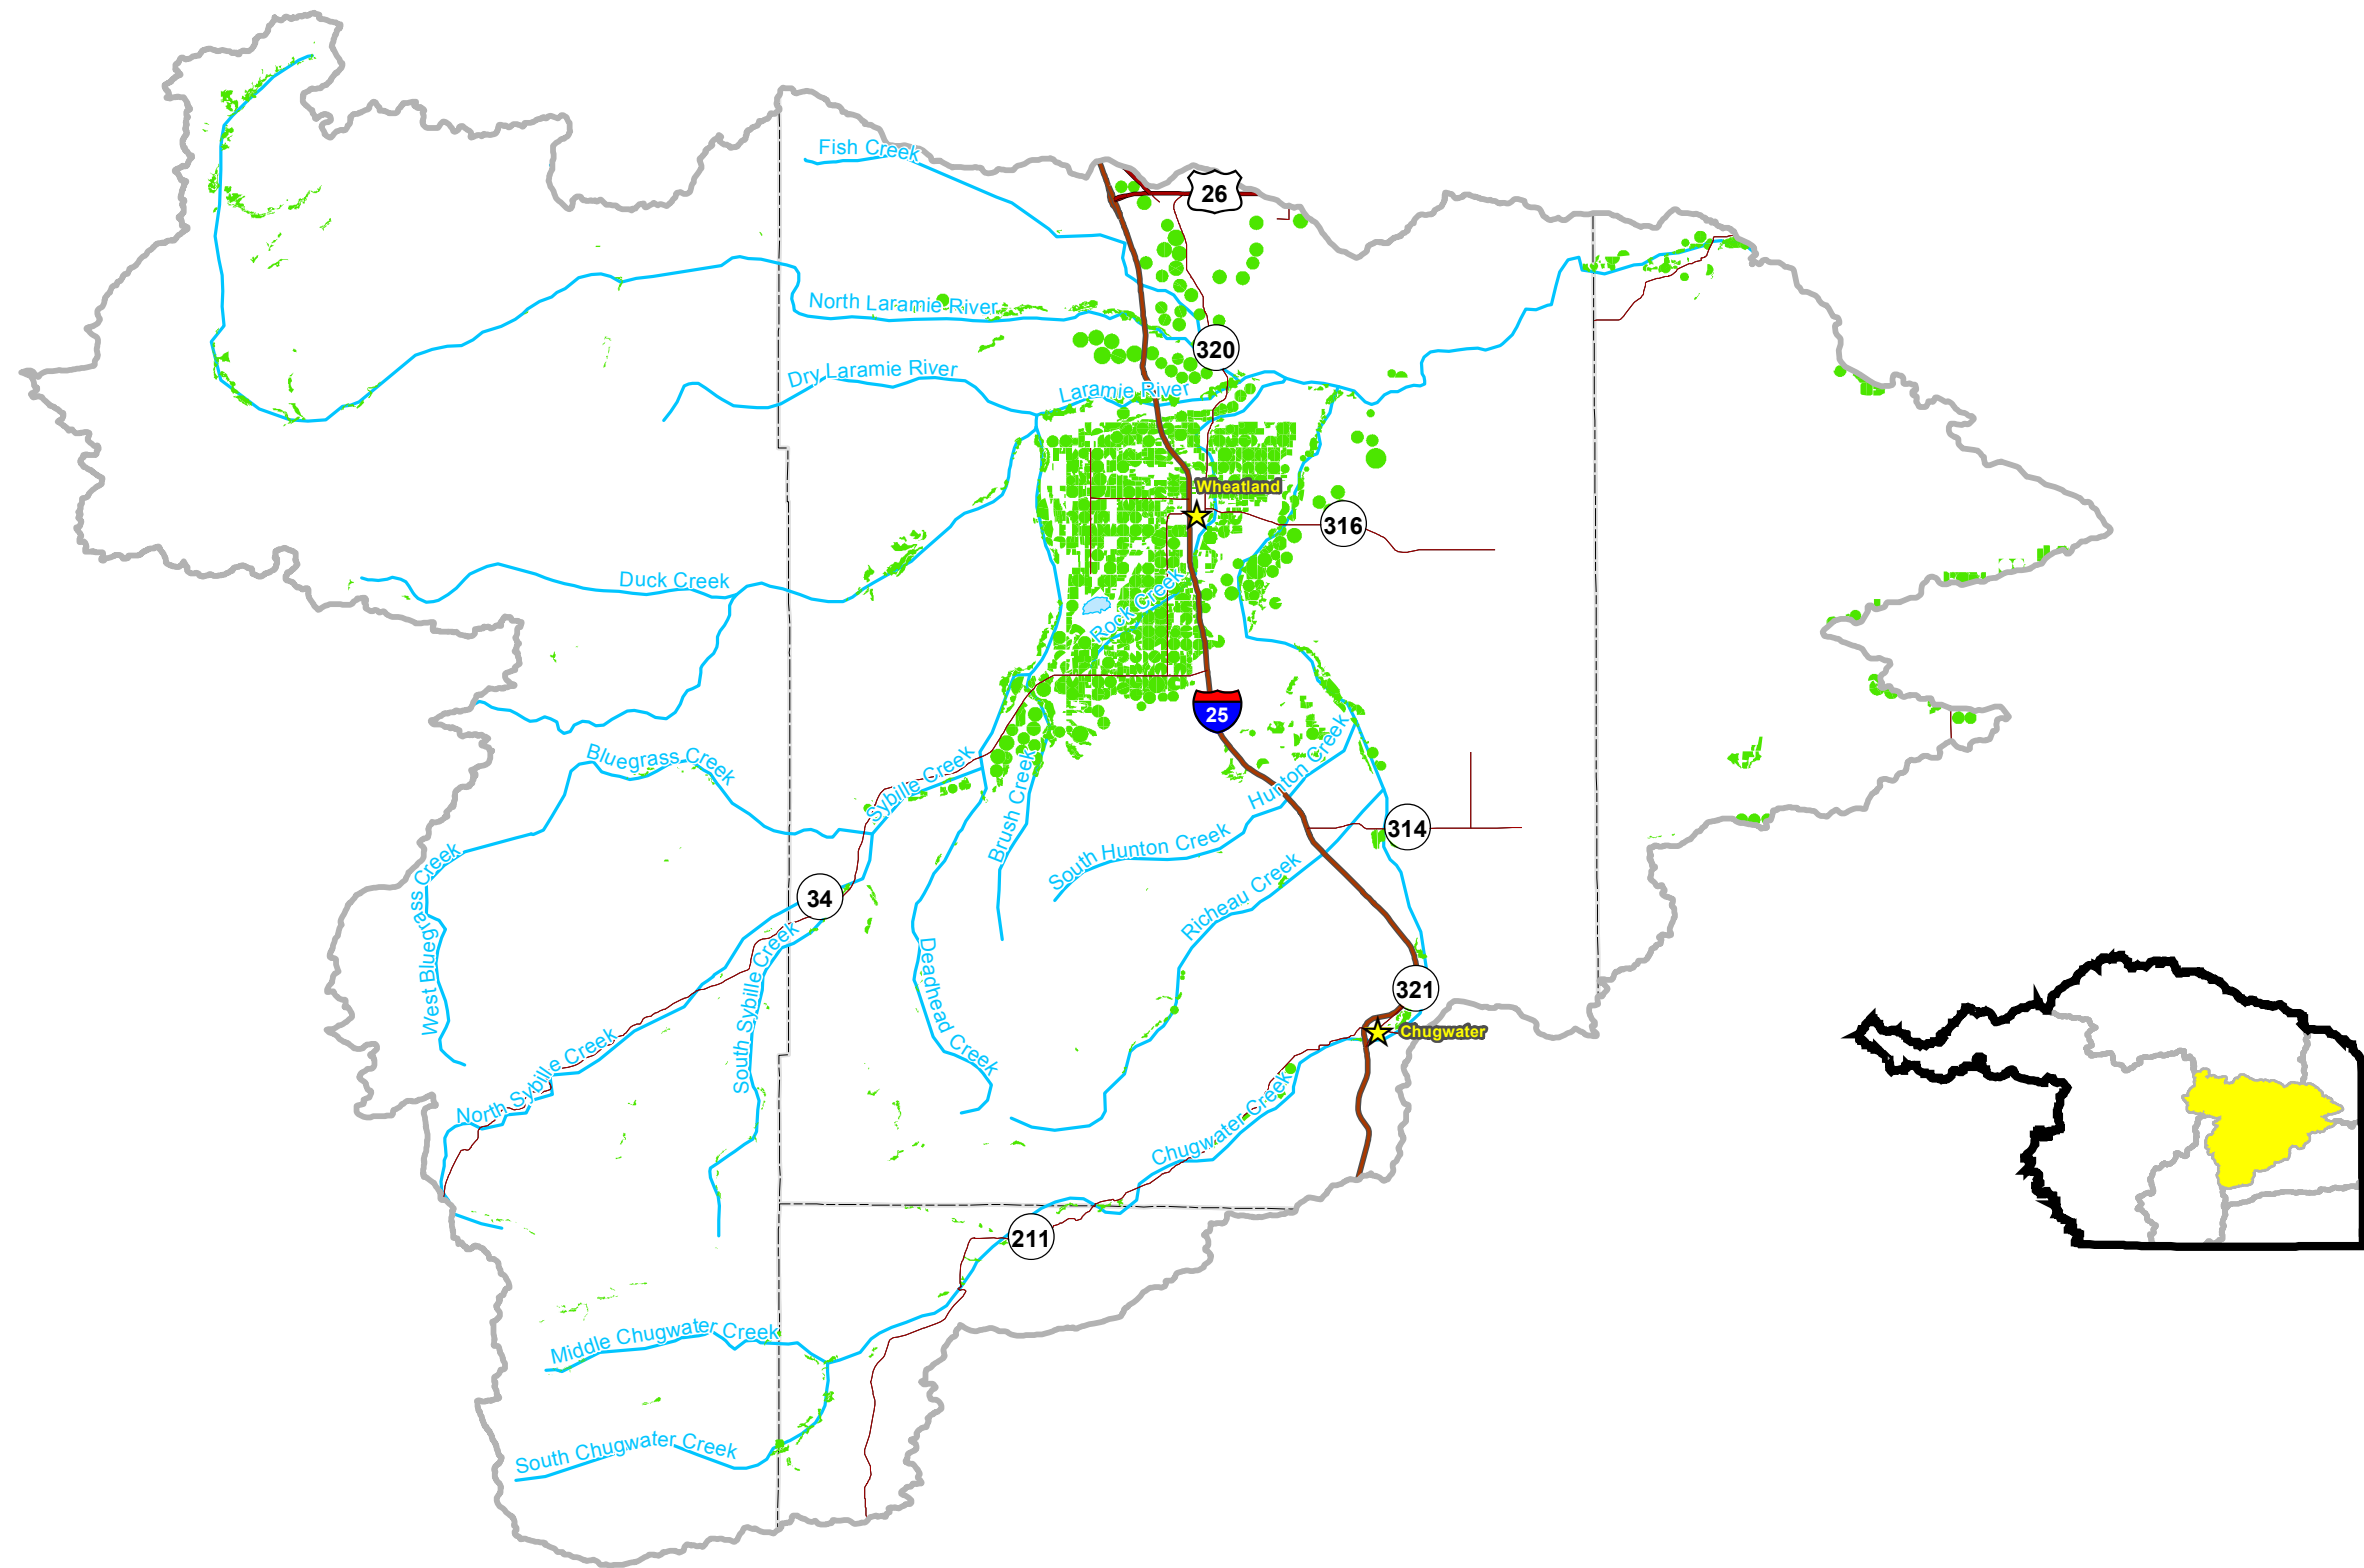 Fish Creek
26
North Laramie River
320
Dry Laramie River
Laramie River
Wheatland
316
Duck Creek
Rock Creek
25
Bluegrass Creek
Sybille Creek
Brush Creek
Hunton Creek
314
South Hunton Creek
West Bluegrass Creek
34
Richeau Creek
South Sybille Creek
Deadhead Creek
321
Chugwater
North Sybille Creek
Chugwater Creek
211
Middle Chugwater Creek
South Chugwater Creek